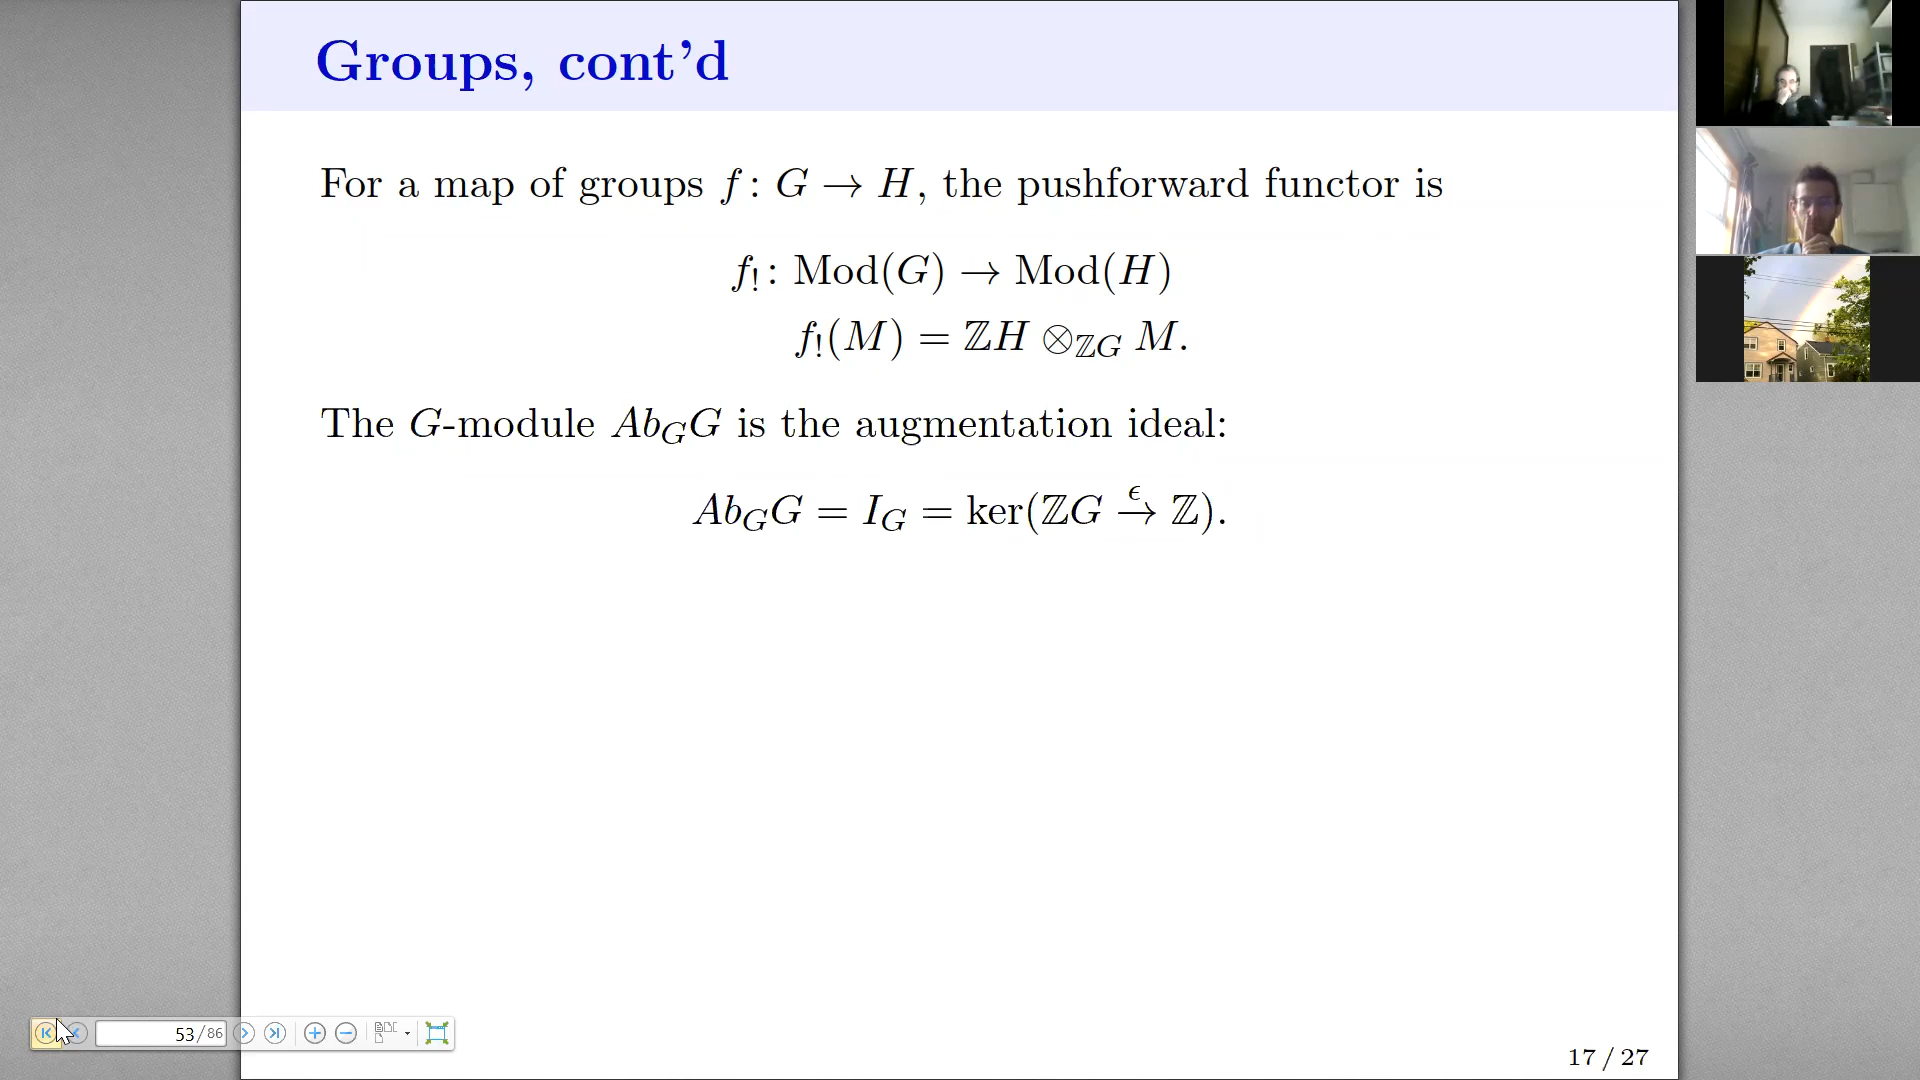 Groups, cont'd
For a map of groups f: G → H, the pushforward functor is
f_!: Mod(G) → Mod(H)
f_!(M) = ℤH ⊗_{ℤG} M.
The G-module Ab_G G is the augmentation ideal:
Ab_G G = I_G = ker(ℤG →^ϵ ℤ).
53/86
17 / 27